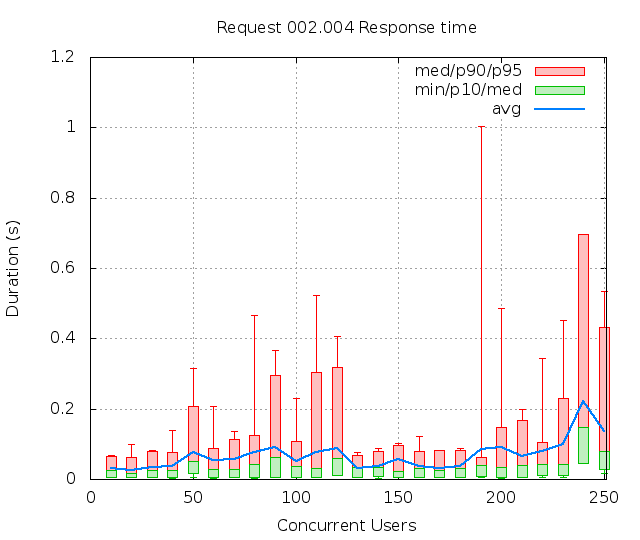 Request 002.004 Response time
med/p90/p95
min/p10/med
avg
Duration (s)
1.2
1
0.8
0.6
0.4
0.2
0
0 50 100 150 200 250
Concurrent Users